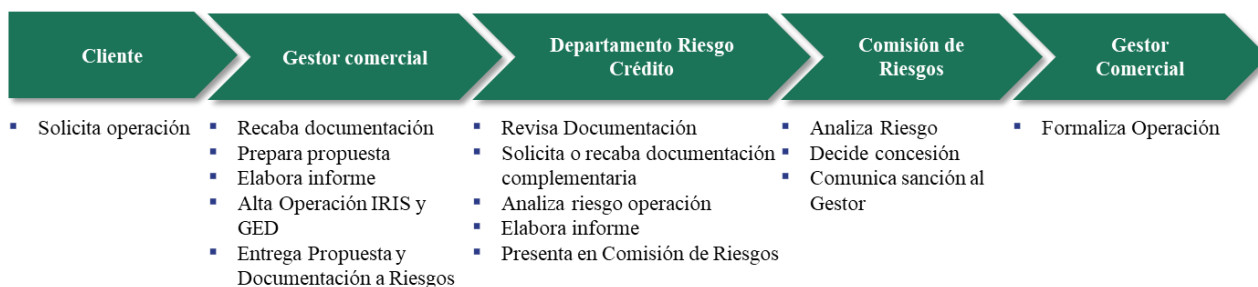 Cliente
Gestor comercial
Departamento Riesgo
Crédito
Comisión de
Riesgos
Gestor
Comercial
▪ Solicita operación
▪ Recaba documentación
▪ Prepara propuesta
▪ Elabora informe
▪ Alta Operación IRIS y
GED
▪ Entrega Propuesta y
Documentación a Riesgos
▪ Revisa Documentación
▪ Solicita o recaba documentación
complementaria
▪ Analiza riesgo operación
▪ Elabora informe
▪ Presenta en Comisión de Riesgos
▪ Analiza Riesgo
▪ Decide concesión
▪ Comunica sanción al
Gestor
▪ Formaliza Operación